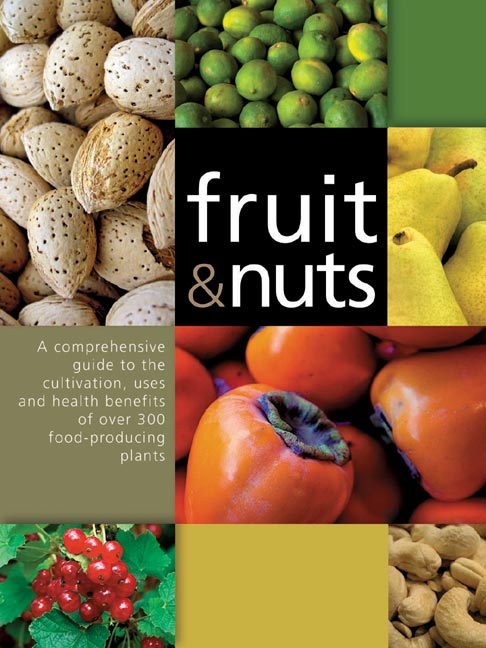 fruit
&nuts
A comprehensive
guide to the
cultivation, uses
and health benefits
of over 300
food-producing
plants